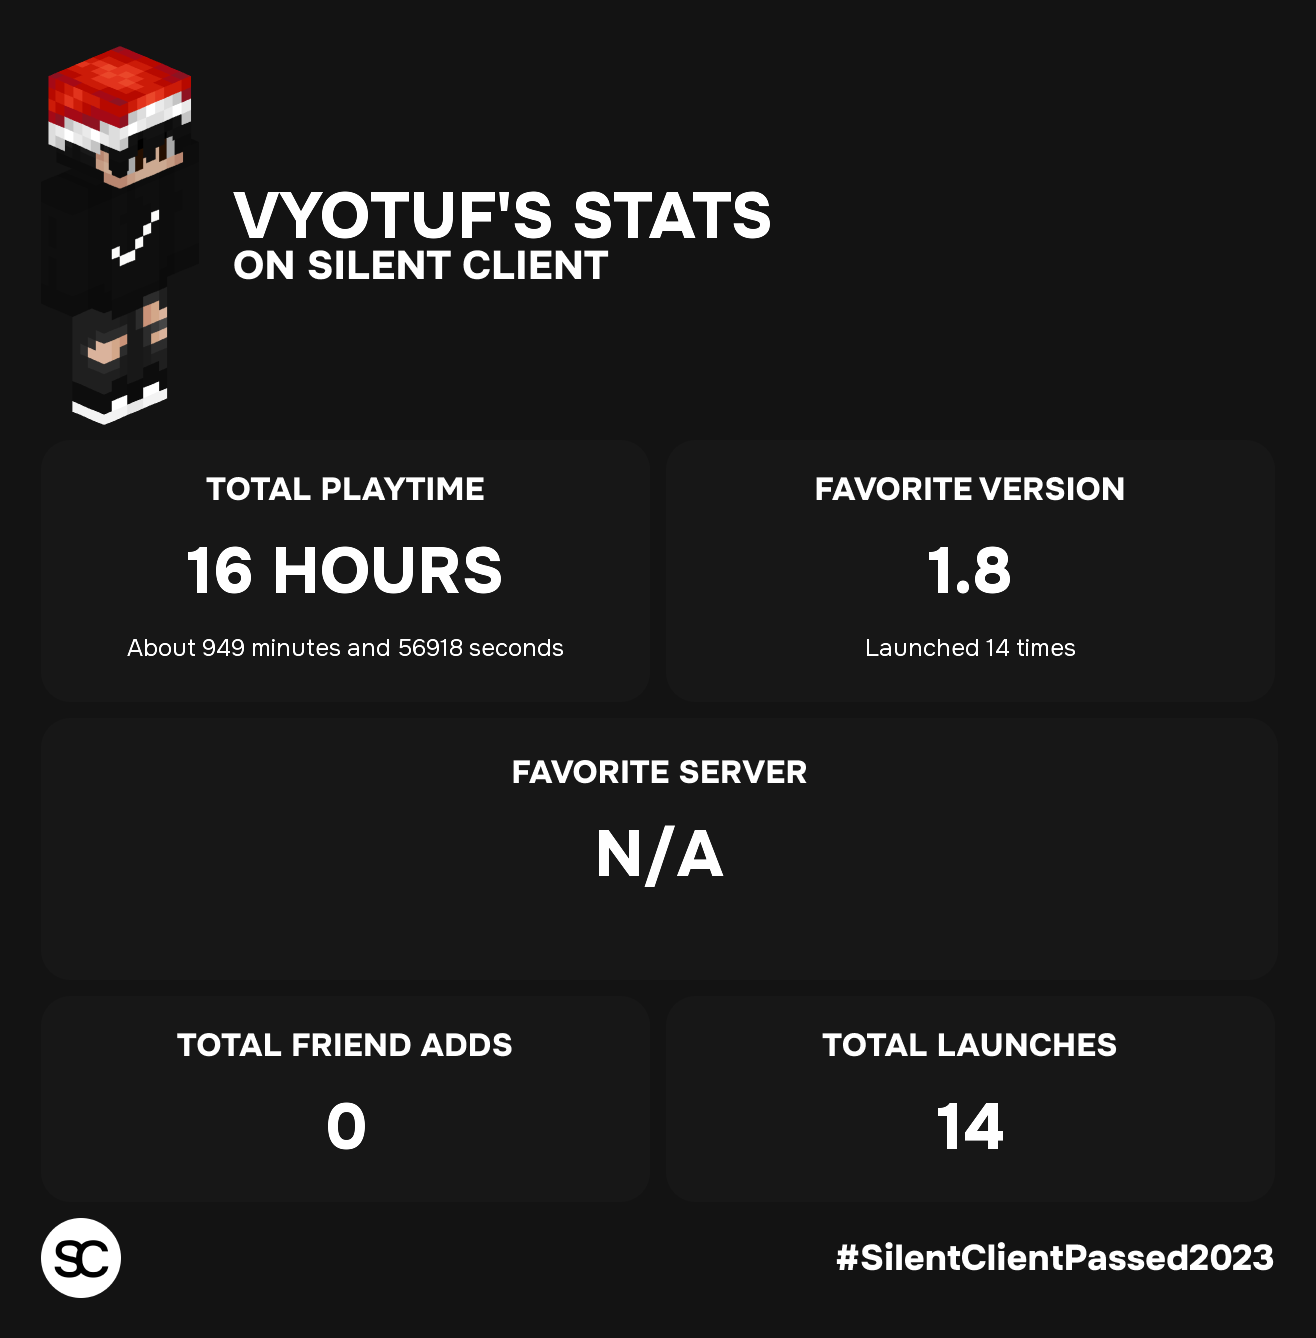 VYOTUF'S STATS
ON SILENT CLIENT
TOTAL PLAYTIME
16 HOURS
About 949 minutes and 56918 seconds
FAVORITE VERSION
1.8
Launched 14 times
FAVORITE SERVER
N/A
TOTAL FRIEND ADDS
0
TOTAL LAUNCHES
14
SC
#SilentClientPassed2023